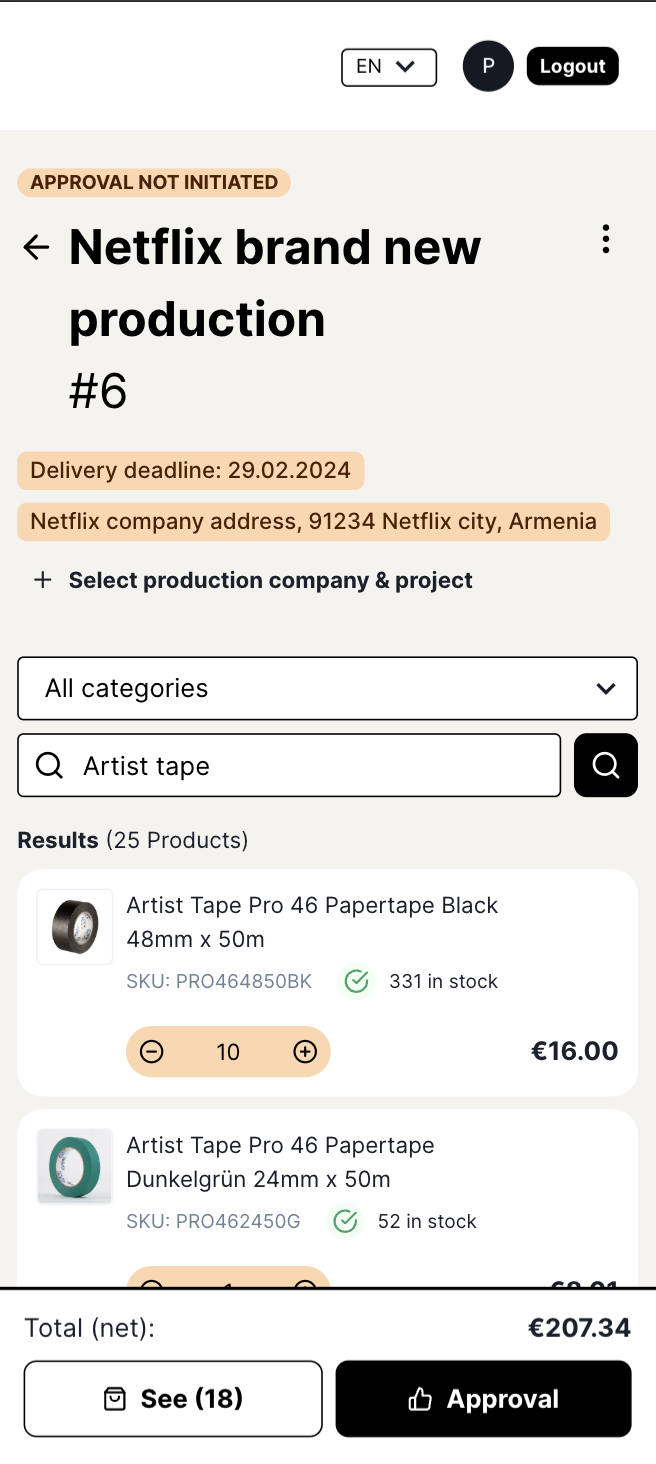 EN
P
Logout
APPROVAL NOT INITIATED
Netflix brand new
production
#6
Delivery deadline: 29.02.2024
Netflix company address, 91234 Netflix city, Armenia
Select production company & project
All categories
Artist tape
Results (25 Products)
Artist Tape Pro 46 Papertape Black
48mm x 50m
SKU: PRO464850BK 331 in stock
10 €16.00
Artist Tape Pro 46 Papertape
Dunkelgrün 24mm x 50m
SKU: PRO462450G 52 in stock
Total (net): €207.34
See (18) Approval